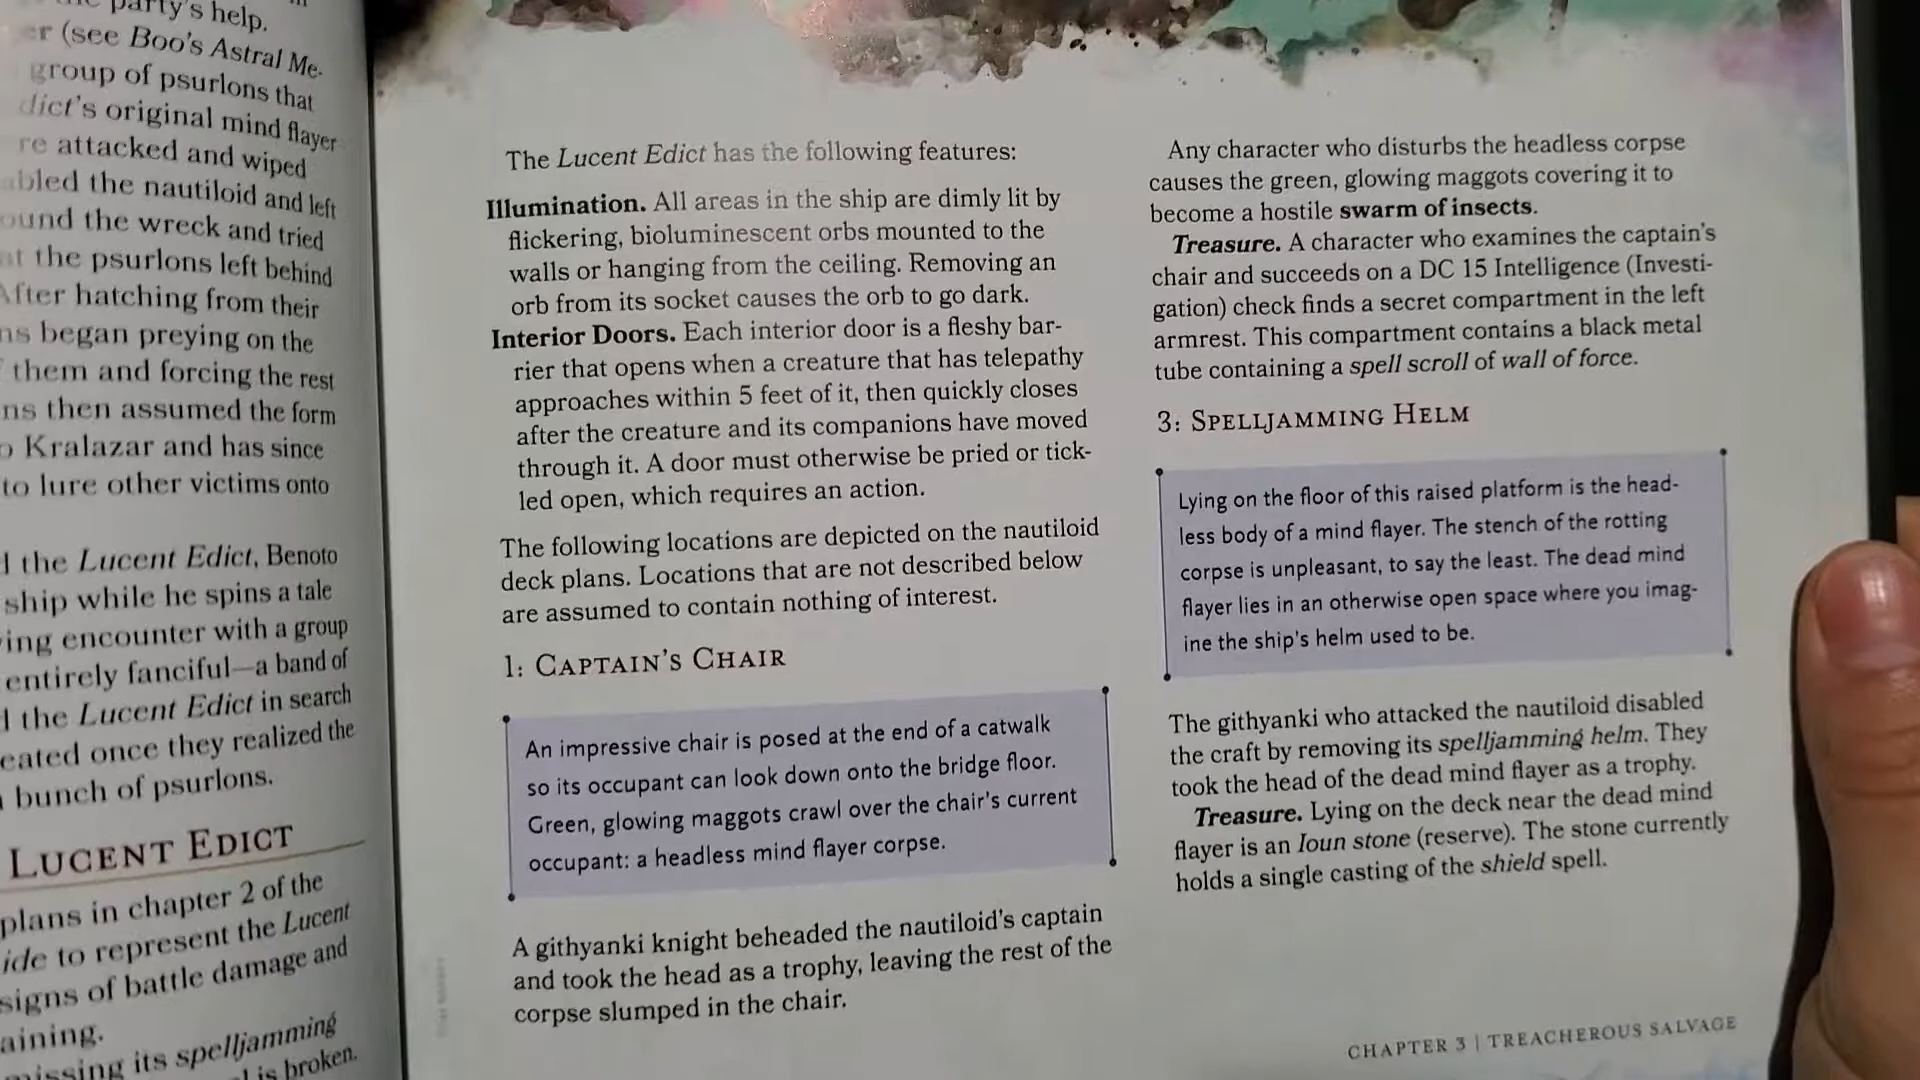 party's help.
er (see Boo's Astral Me-
group of psurlons that
dict's original mind flayer
re attacked and wiped
abled the nautiloid and left
ound the wreck and tried
at the psurlons left behind
After hatching from their
ns began preying on the
them and forcing the rest
ns then assumed the form
o Kralazar and has since
to lure other victims onto
d the Lucent Edict, Benoto
ship while he spins a tale
ving encounter with a group
entirely fanciful—a band of
d the Lucent Edict in search
eated once they realized the
bunch of psurlons.
LUCENT EDICT
plans in chapter 2 of the
ide to represent the Lucent
signs of battle damage and
aining.
missing its spelljamming
is broken.
The Lucent Edict has the following features:
Illumination. All areas in the ship are dimly lit by
flickering, bioluminescent orbs mounted to the
walls or hanging from the ceiling. Removing an
orb from its socket causes the orb to go dark.
Interior Doors. Each interior door is a fleshy bar-
rier that opens when a creature that has telepathy
approaches within 5 feet of it, then quickly closes
after the creature and its companions have moved
through it. A door must otherwise be pried or tick-
led open, which requires an action.
The following locations are depicted on the nautiloid
deck plans. Locations that are not described below
are assumed to contain nothing of interest.
1: CAPTAIN'S CHAIR
An impressive chair is posed at the end of a catwalk
so its occupant can look down onto the bridge floor.
Green, glowing maggots crawl over the chair's current
occupant: a headless mind flayer corpse.
A githyanki knight beheaded the nautiloid's captain
and took the head as a trophy, leaving the rest of the
corpse slumped in the chair.
Any character who disturbs the headless corpse
causes the green, glowing maggots covering it to
become a hostile swarm of insects.
Treasure. A character who examines the captain's
chair and succeeds on a DC 15 Intelligence (Investi-
gation) check finds a secret compartment in the left
armrest. This compartment contains a black metal
tube containing a spell scroll of wall of force.
3: SPELLJAMMING HELM
Lying on the floor of this raised platform is the head-
less body of a mind flayer. The stench of the rotting
corpse is unpleasant, to say the least. The dead mind
flayer lies in an otherwise open space where you imag-
ine the ship's helm used to be.
The githyanki who attacked the nautiloid disabled
the craft by removing its spelljamming helm. They
took the head of the dead mind flayer as a trophy.
Treasure. Lying on the deck near the dead mind
flayer is an Ioun stone (reserve). The stone currently
holds a single casting of the shield spell.
CHAPTER 3 | TREACHEROUS SALVAGE